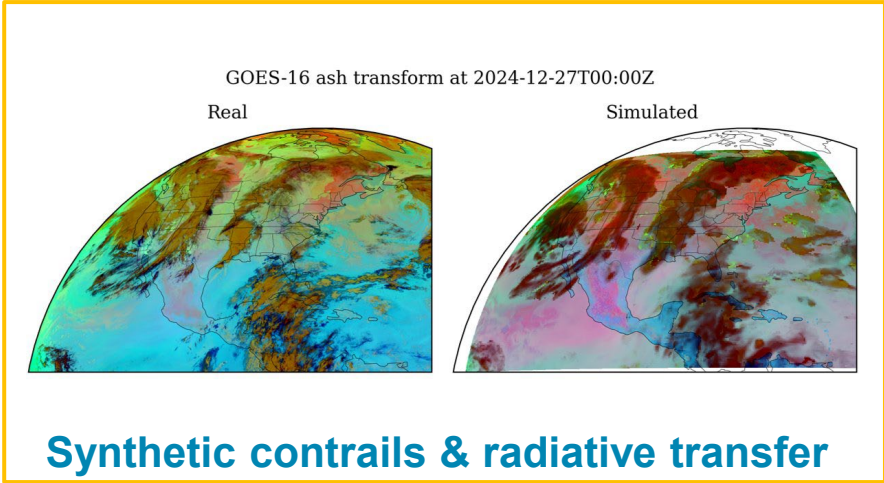 GOES-16 ash transform at 2024-12-27T00:00Z
Real
Simulated
Synthetic contrails & radiative transfer